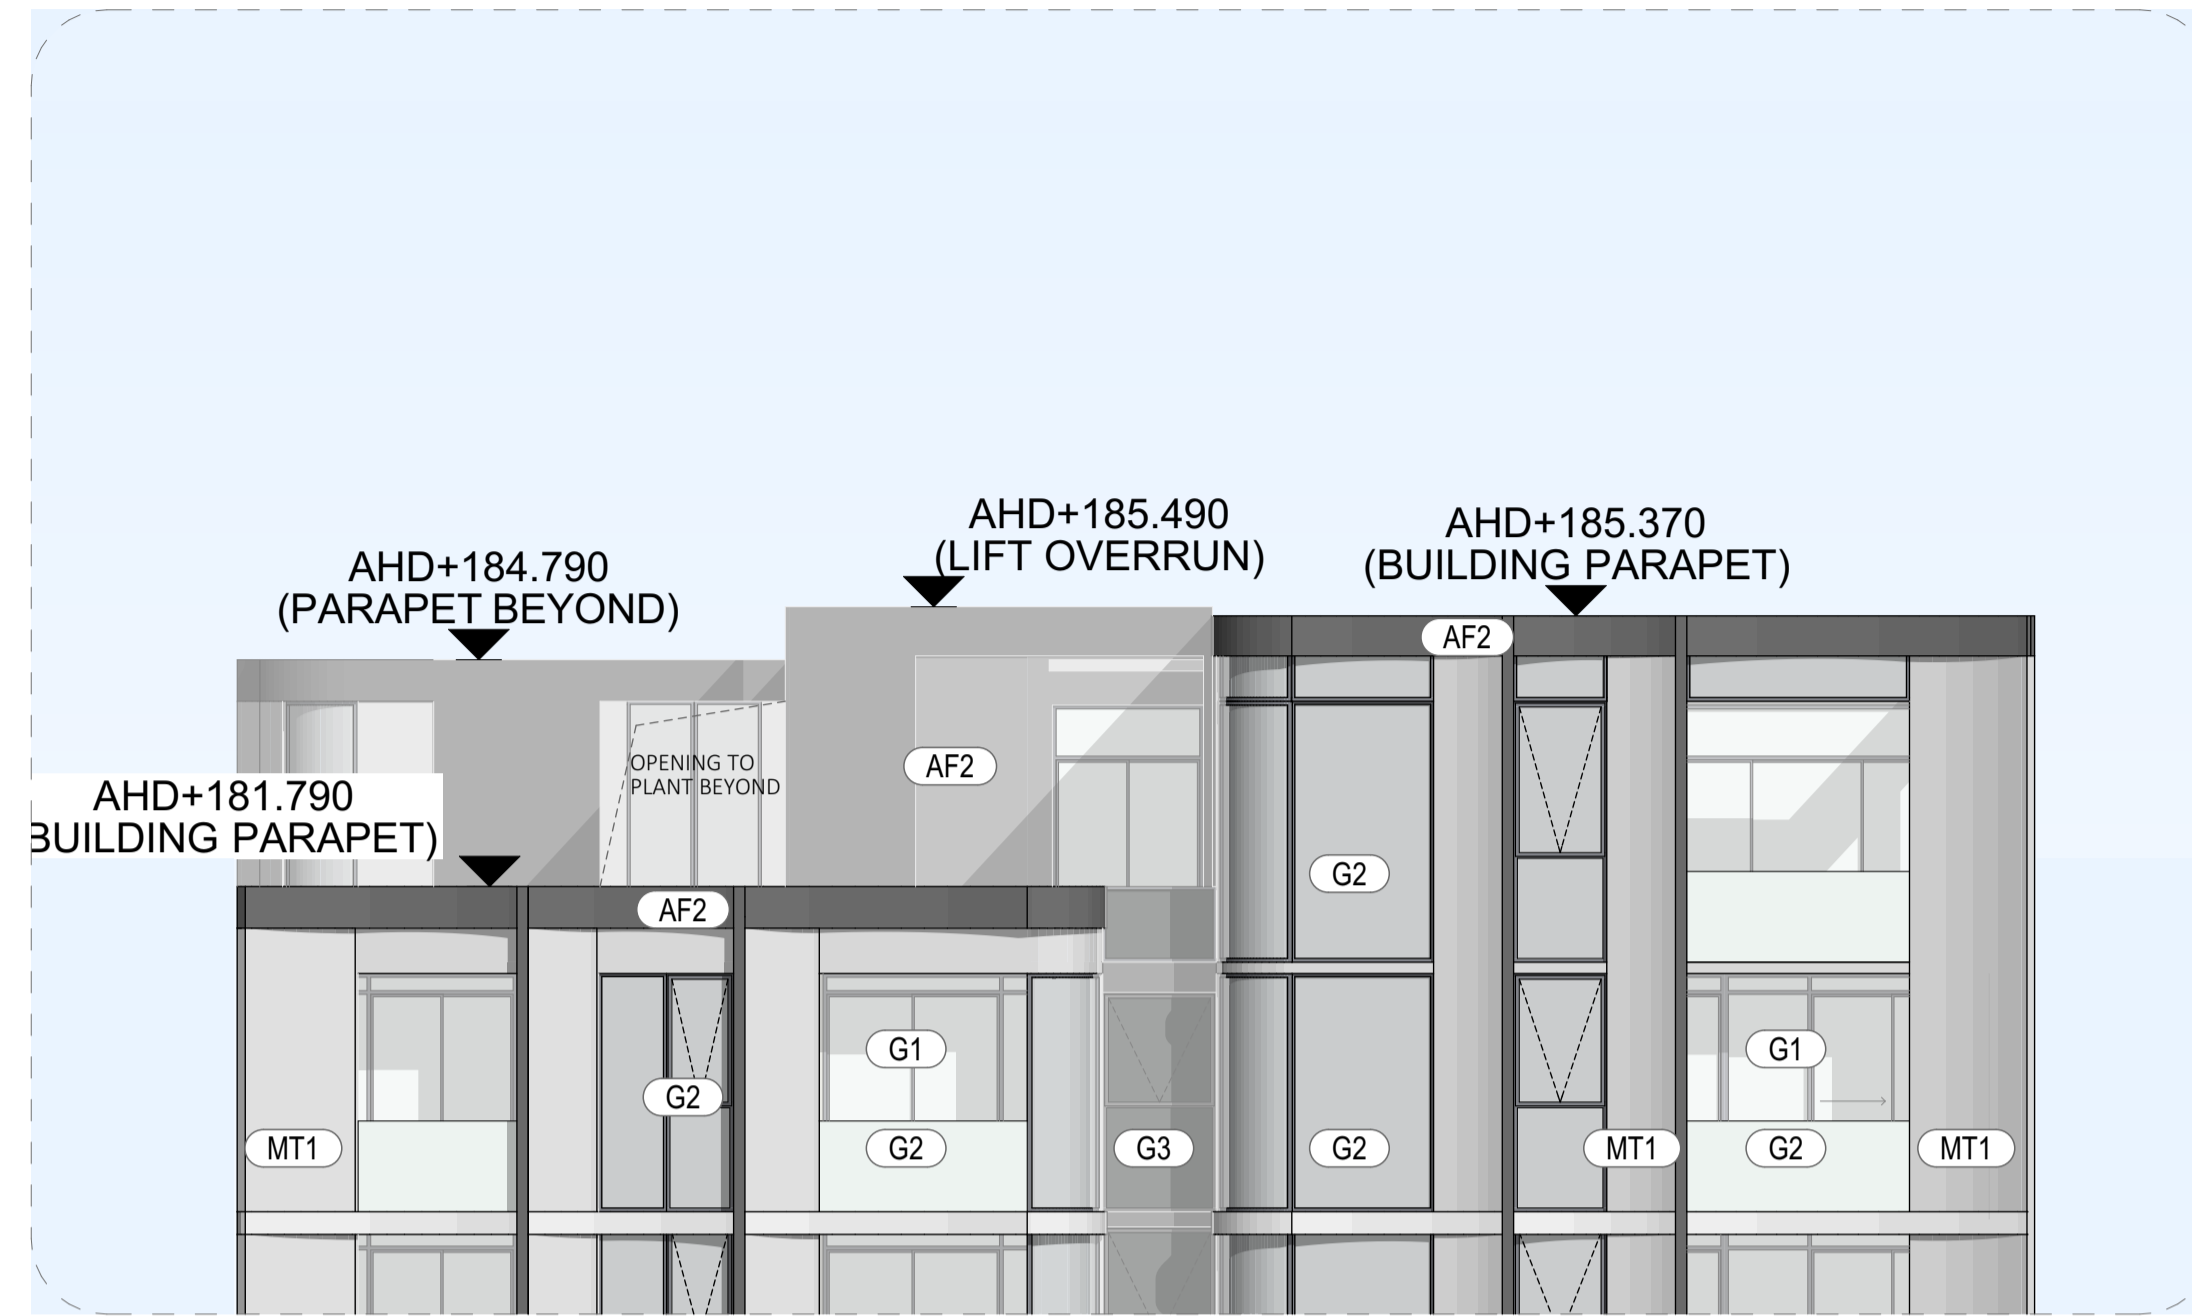 AHD+185.490
(LIFT OVERRUN)
AHD+185.370
(BUILDING PARAPET)
AHD+184.790
(PARAPET BEYOND)
AF2
OPENING TO
PLANT BEYOND
AF2
AHD+181.790
BUILDING PARAPET)
G2
AF2
G1
G1
G2
MT1
G2
G3
G2
MT1
G2
MT1